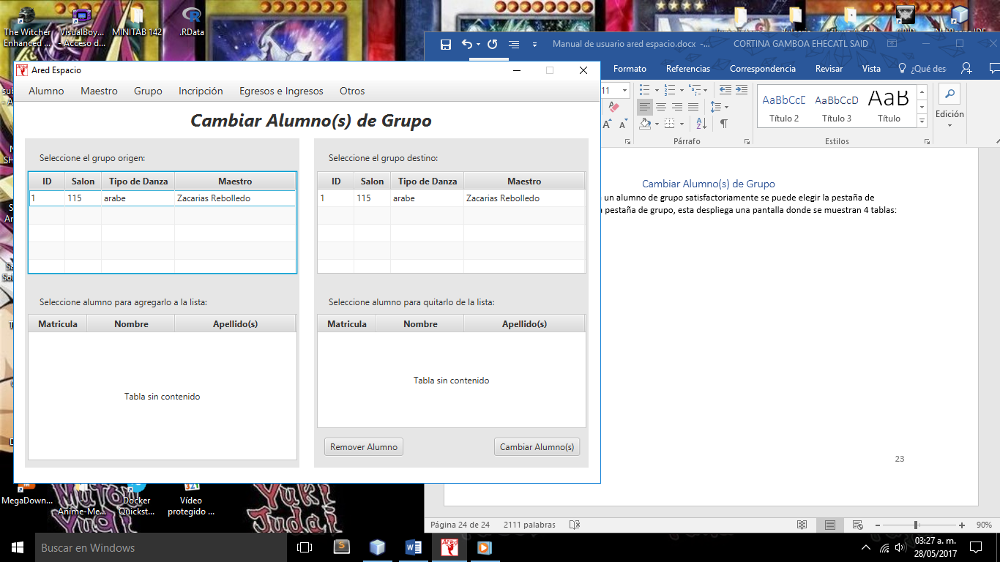 The Witcher
Enhanced ...
VisualBoy...
- Acceso d...
MINITAB 142
.RData
Manual de usuario ared espacio.docx -...
CORTINA GAMBOA EHECATL SAID
Formato
Referencias
Correspondencia
Revisar
Vista
¿Qué des
11
AaBbCcD
Título 2
AaBbCcD
Título 3
AaB
Título
Edición
Párrafo
Estilos
Ared Espacio
Alumno
Maestro
Grupo
Incripción
Egresos e Ingresos
Otros
Cambiar Alumno(s) de Grupo
Seleccione el grupo origen:
ID Salon Tipo de Danza Maestro
1 115 arabe Zacarias Rebolledo
Seleccione el grupo destino:
ID Salon Tipo de Danza Maestro
1 115 arabe Zacarias Rebolledo
Seleccione alumno para agregarlo a la lista:
Matricula Nombre Apellido(s)
Tabla sin contenido
Seleccione alumno para quitarlo de la lista:
Matricula Nombre Apellido(s)
Tabla sin contenido
Remover Alumno
Cambiar Alumno(s)
Cambiar Alumno(s) de Grupo
un alumno de grupo satisfactoriamente se puede elegir la pestaña de
pestaña de grupo, esta despliega una pantalla donde se muestran 4 tablas:
23
MegaDown...
Anime-Me...
Docker
Quickst...
Vídeo
protegido ...
Yuki
Judai
Página 24 de 24
2111 palabras
90%
Buscar en Windows
03:27 a. m.
28/05/2017